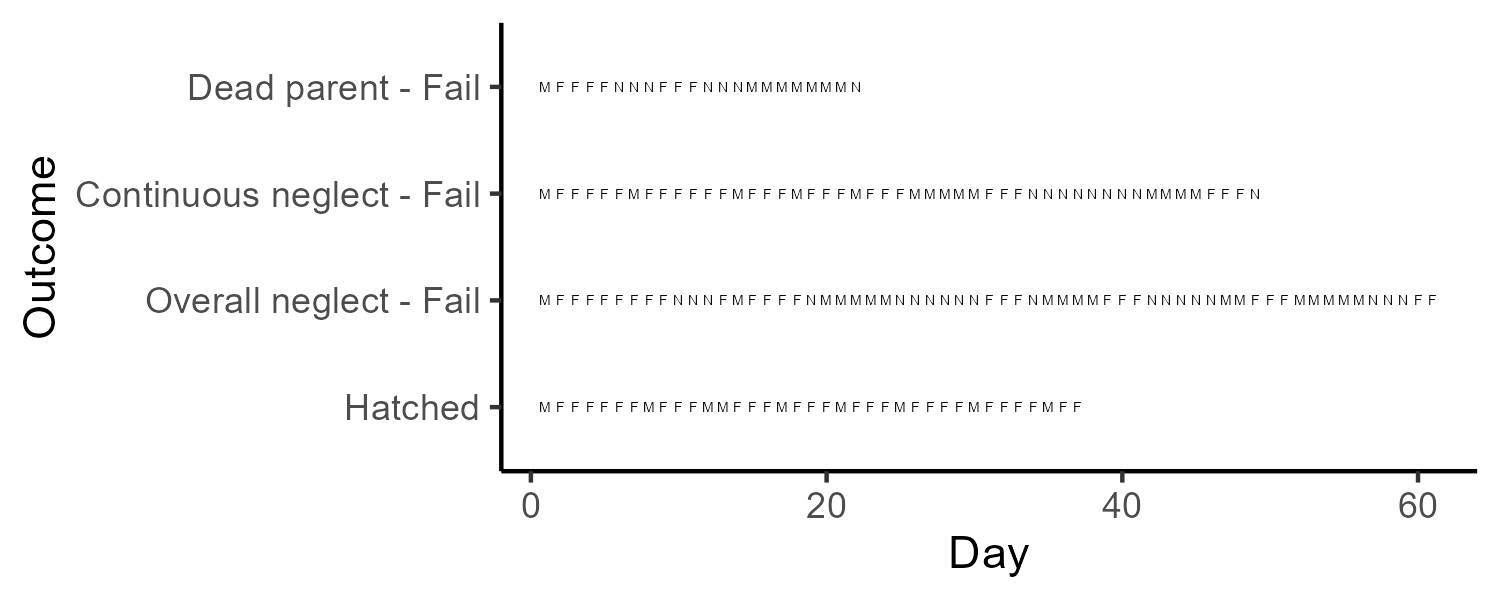 Outcome
Dead parent - Fail
M F F F F N N N F F F N N N M M M M M M M N
Continuous neglect - Fail
M F F F F F M F F F F F F M F F F M F F F M F F F M M M M M F F F N N N N N N N N M M M M F F F N
Overall neglect - Fail
M F F F F F F F F N N N F M F F F F N M M M M M N N N N N N F F F N M M M M F F F N N N N N M M F F F M M M M M N N N F F
Hatched
M F F F F F F M F F F M M F F F M F F F M F F F M F F F F M F F F F M F F
0 20 40 60
Day